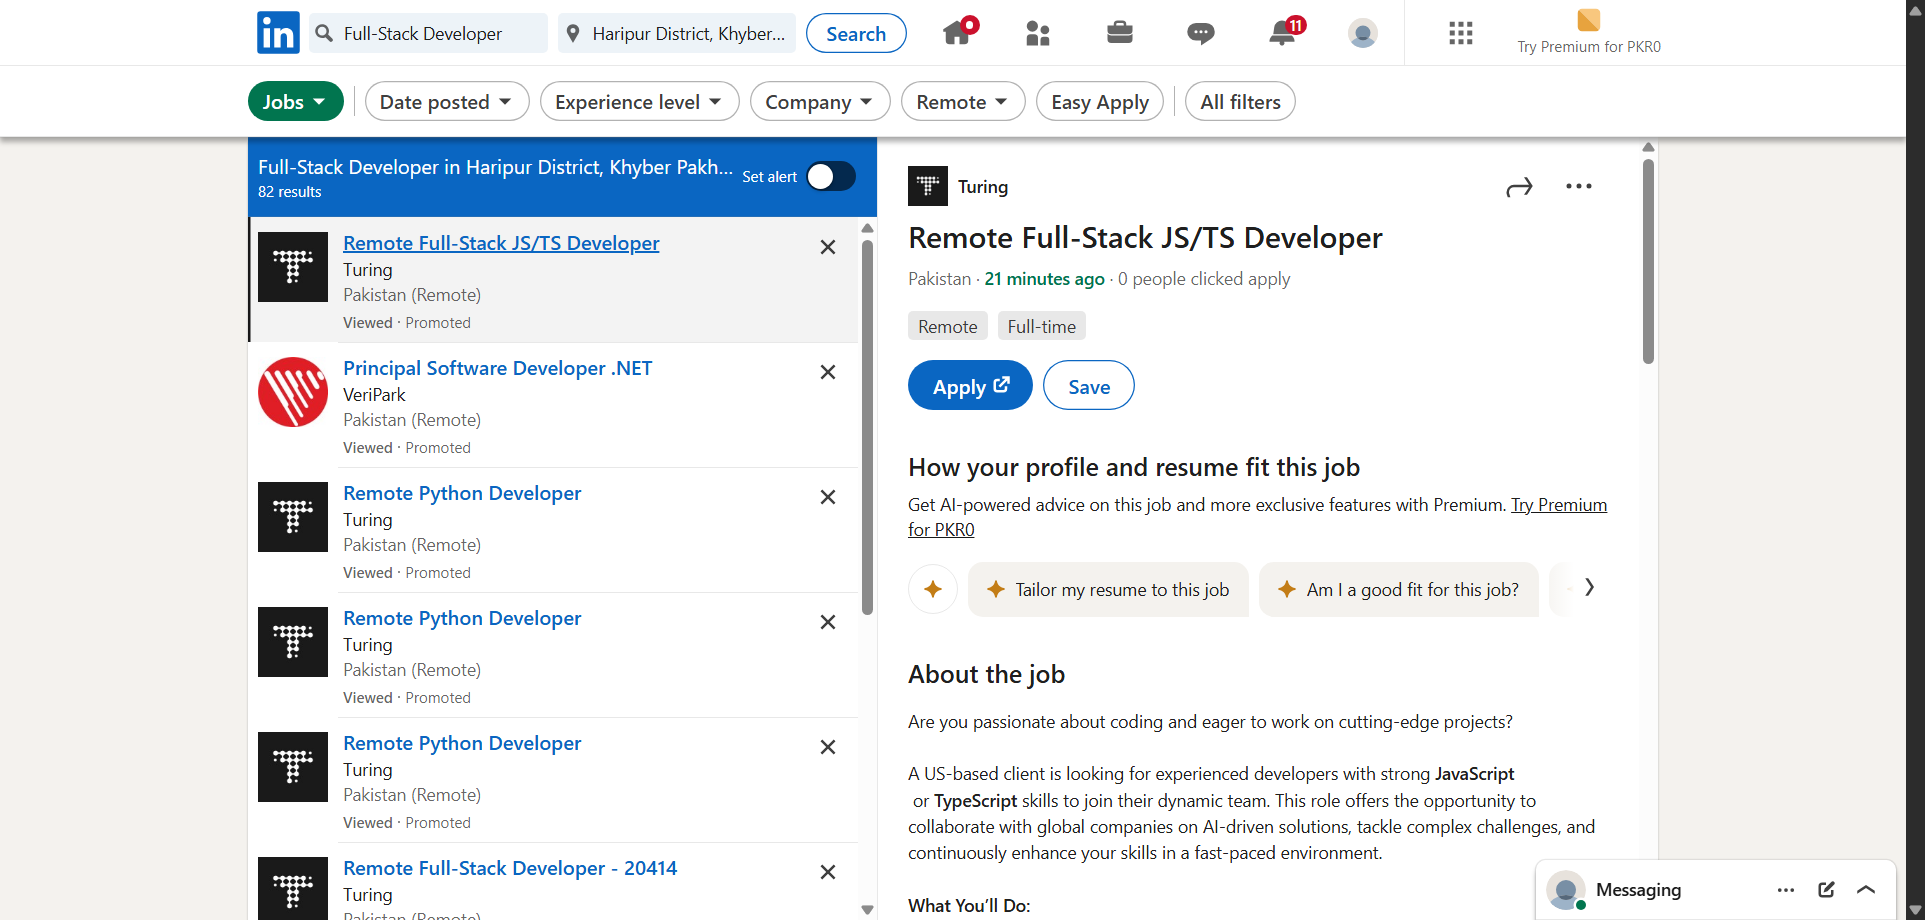 in
Full-Stack Developer
Haripur District, Khyber...
Search
11
Try Premium for PKR0
Jobs
Date posted
Experience level
Company
Remote
Easy Apply
All filters
Full-Stack Developer in Haripur District, Khyber Pakh...
82 results
Set alert
Remote Full-Stack JS/TS Developer
Turing
Pakistan (Remote)
Viewed · Promoted
Principal Software Developer .NET
VeriPark
Pakistan (Remote)
Viewed · Promoted
Remote Python Developer
Turing
Pakistan (Remote)
Viewed · Promoted
Remote Python Developer
Turing
Pakistan (Remote)
Viewed · Promoted
Remote Python Developer
Turing
Pakistan (Remote)
Viewed · Promoted
Remote Full-Stack Developer - 20414
Turing
Pakistan (Remote)
Turing
Remote Full-Stack JS/TS Developer
Pakistan · 21 minutes ago · 0 people clicked apply
Remote
Full-time
Apply
Save
How your profile and resume fit this job
Get AI-powered advice on this job and more exclusive features with Premium. Try Premium
for PKR0
Tailor my resume to this job
Am I a good fit for this job?
About the job
Are you passionate about coding and eager to work on cutting-edge projects?
A US-based client is looking for experienced developers with strong JavaScript
or TypeScript skills to join their dynamic team. This role offers the opportunity to
collaborate with global companies on AI-driven solutions, tackle complex challenges, and
continuously enhance your skills in a fast-paced environment.
What You'll Do:
Messaging